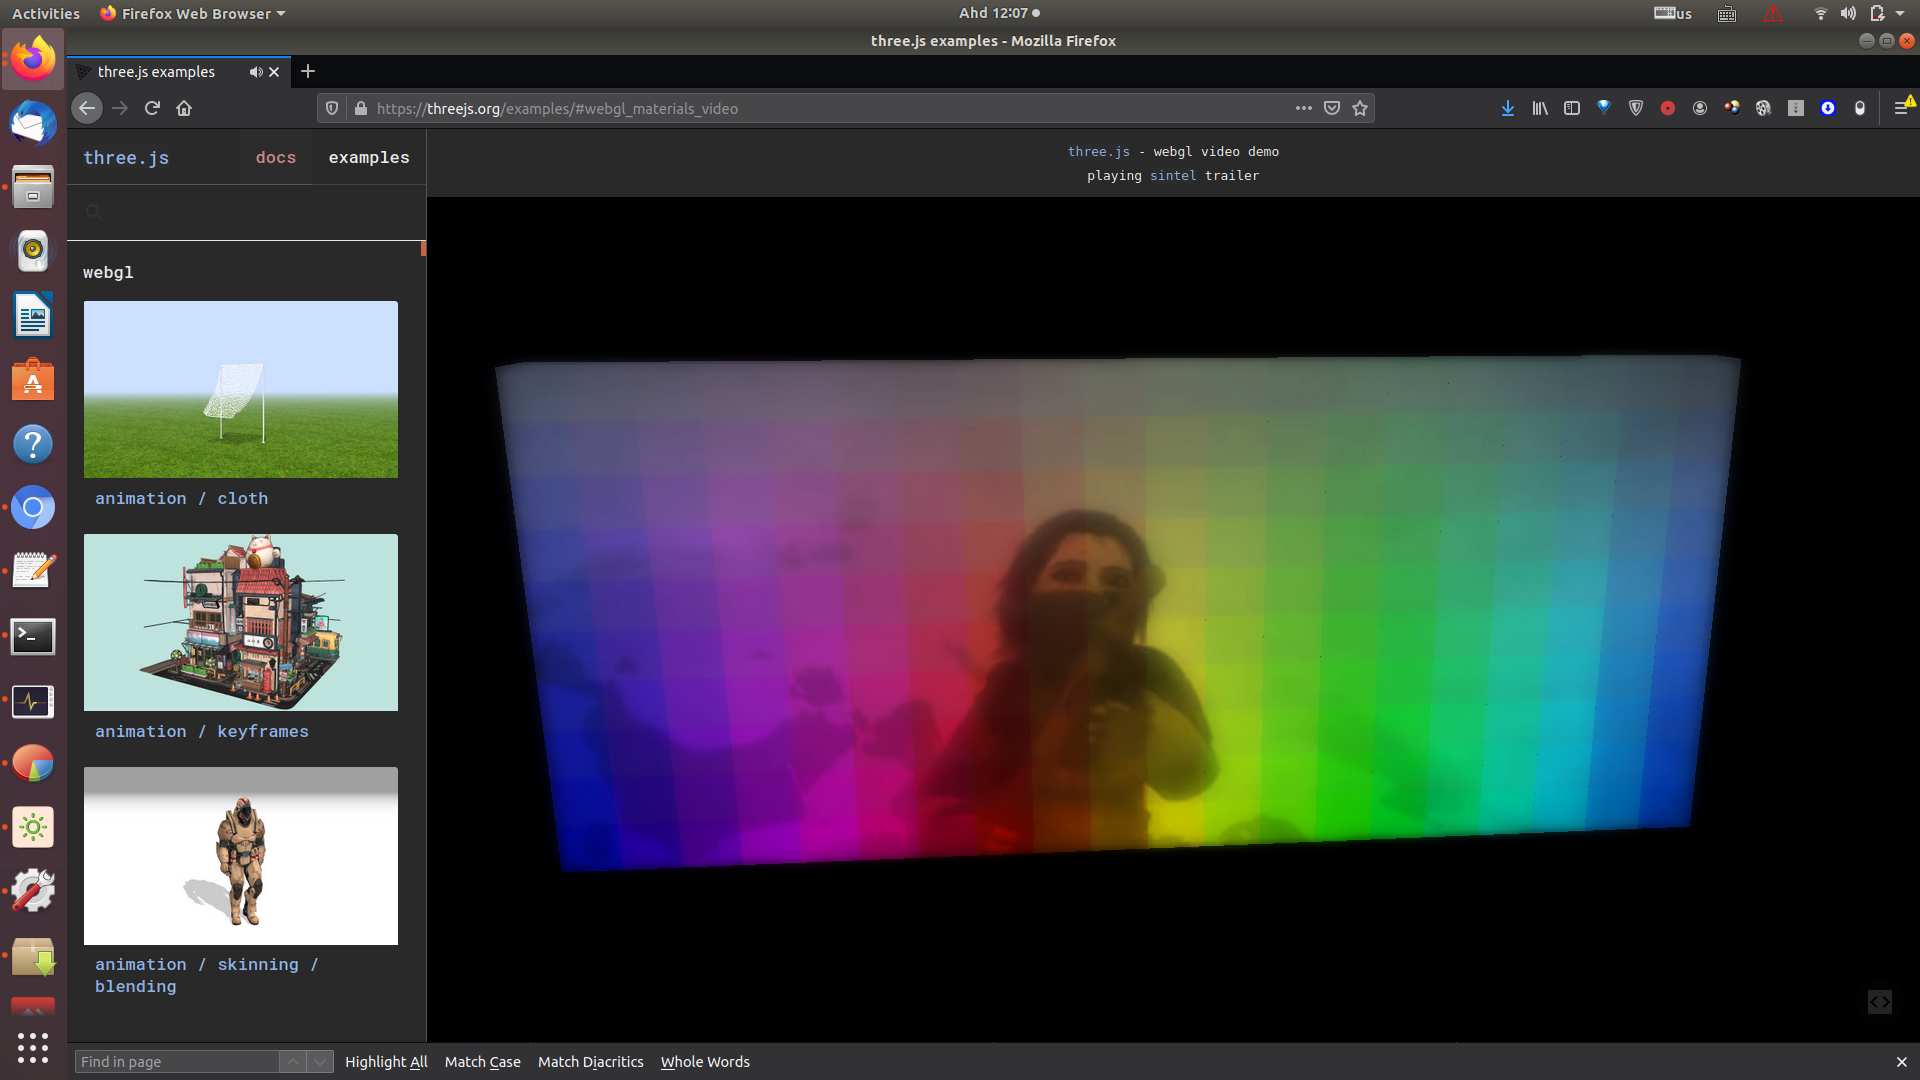 Activities
Firefox Web Browser
Ahd 12:07
us
three.js examples - Mozilla Firefox
three.js examples
https://threejs.org/examples/#webgl_materials_video
three.js
docs
examples
three.js - webgl video demo
playing sintel trailer
webgl
animation / cloth
animation / keyframes
animation / skinning /
blending
Find in page
Highlight All
Match Case
Match Diacritics
Whole Words